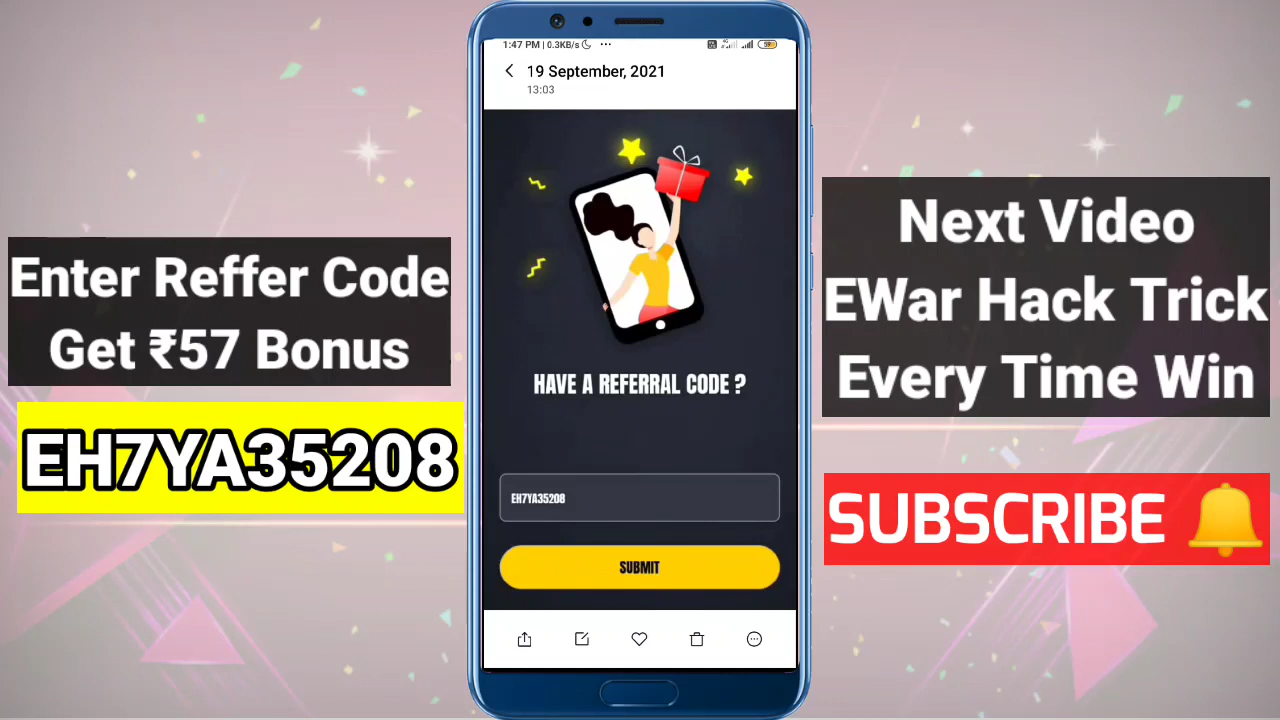 1:47 PM | 0.3KB/s
19 September, 2021
13:03
Enter Reffer Code
Get ₹57 Bonus
EH7YA35208
HAVE A REFERRAL CODE ?
EH7YA35208
SUBMIT
Next Video
EWar Hack Trick
Every Time Win
SUBSCRIBE